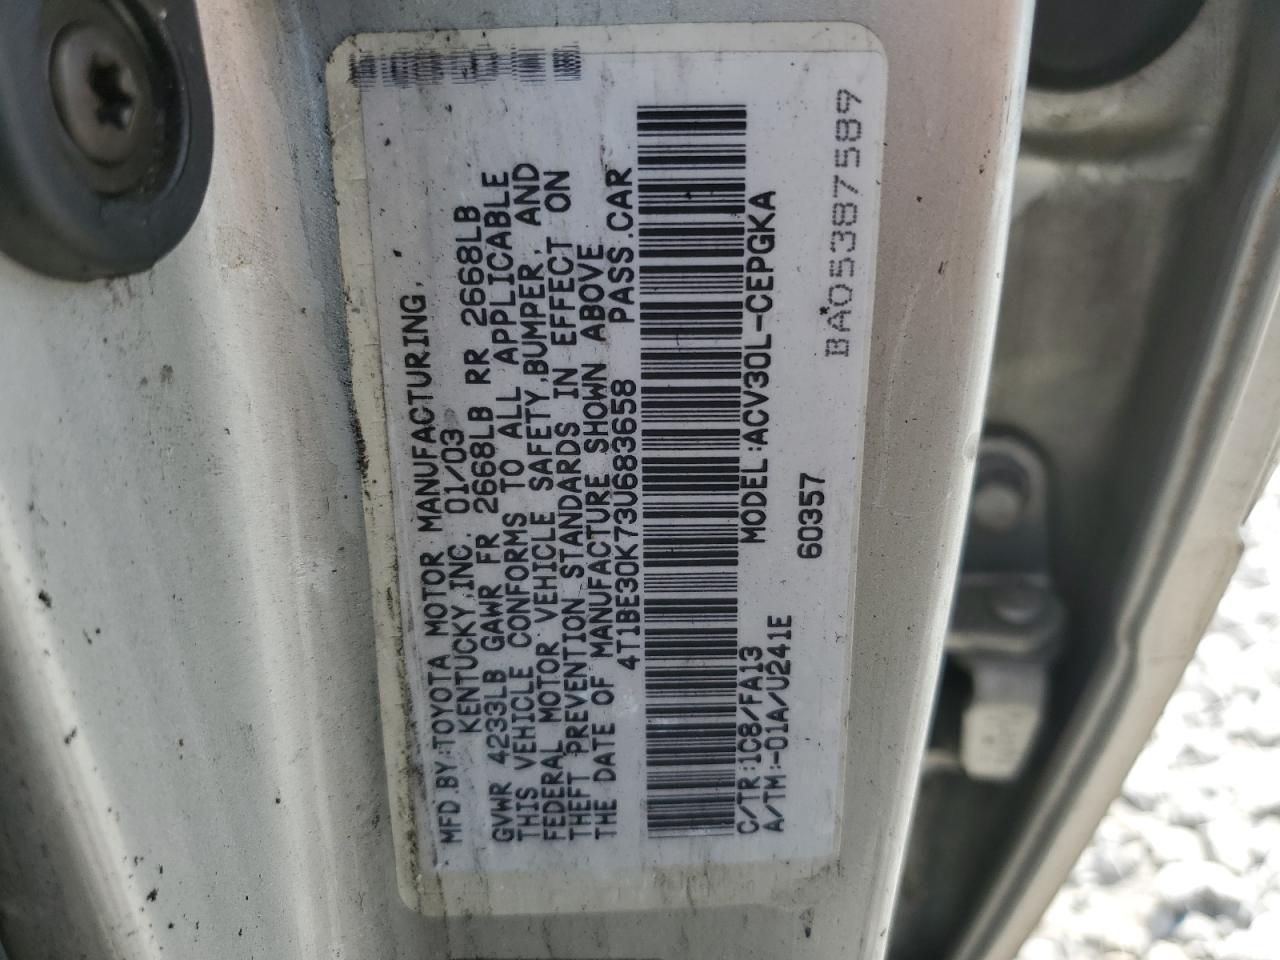 MFD.BY:TOYOTA MOTOR MANUFACTURING,
KENTUCKY,INC. 01/03
GVWR 4233LB GAWR FR 2668LB RR 2668LB
THIS VEHICLE CONFORMS TO ALL APPLICABLE
FEDERAL MOTOR VEHICLE SAFETY,BUMPER, AND
THEFT PREVENTION STANDARDS IN EFFECT ON
THE DATE OF MANUFACTURE SHOWN ABOVE.
4T1BE30K73U683658 PASS.CAR
C/TR:1C8/FA13 MODEL:ACV30L-CEPGKA
A/TM:-01A/U241E 60357
BA05387589